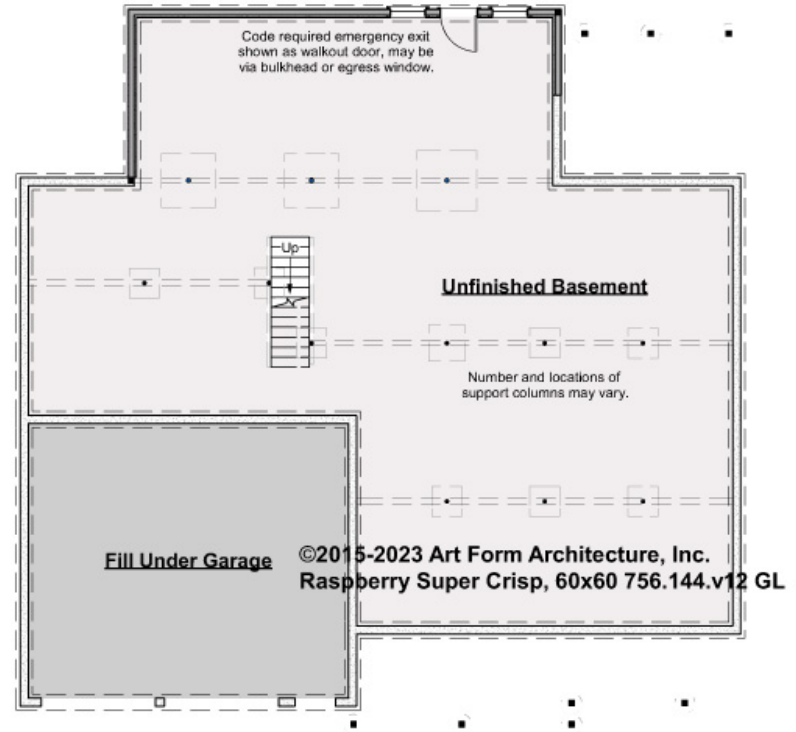 Code required emergency exit
shown as walkout door, may be
via bulkhead or egress window.
Up
Unfinished Basement
Number and locations of
support columns may vary.
Fill Under Garage
©2015-2023 Art Form Architecture, Inc.
Raspberry Super Crisp, 60x60 756.144.v12 GL